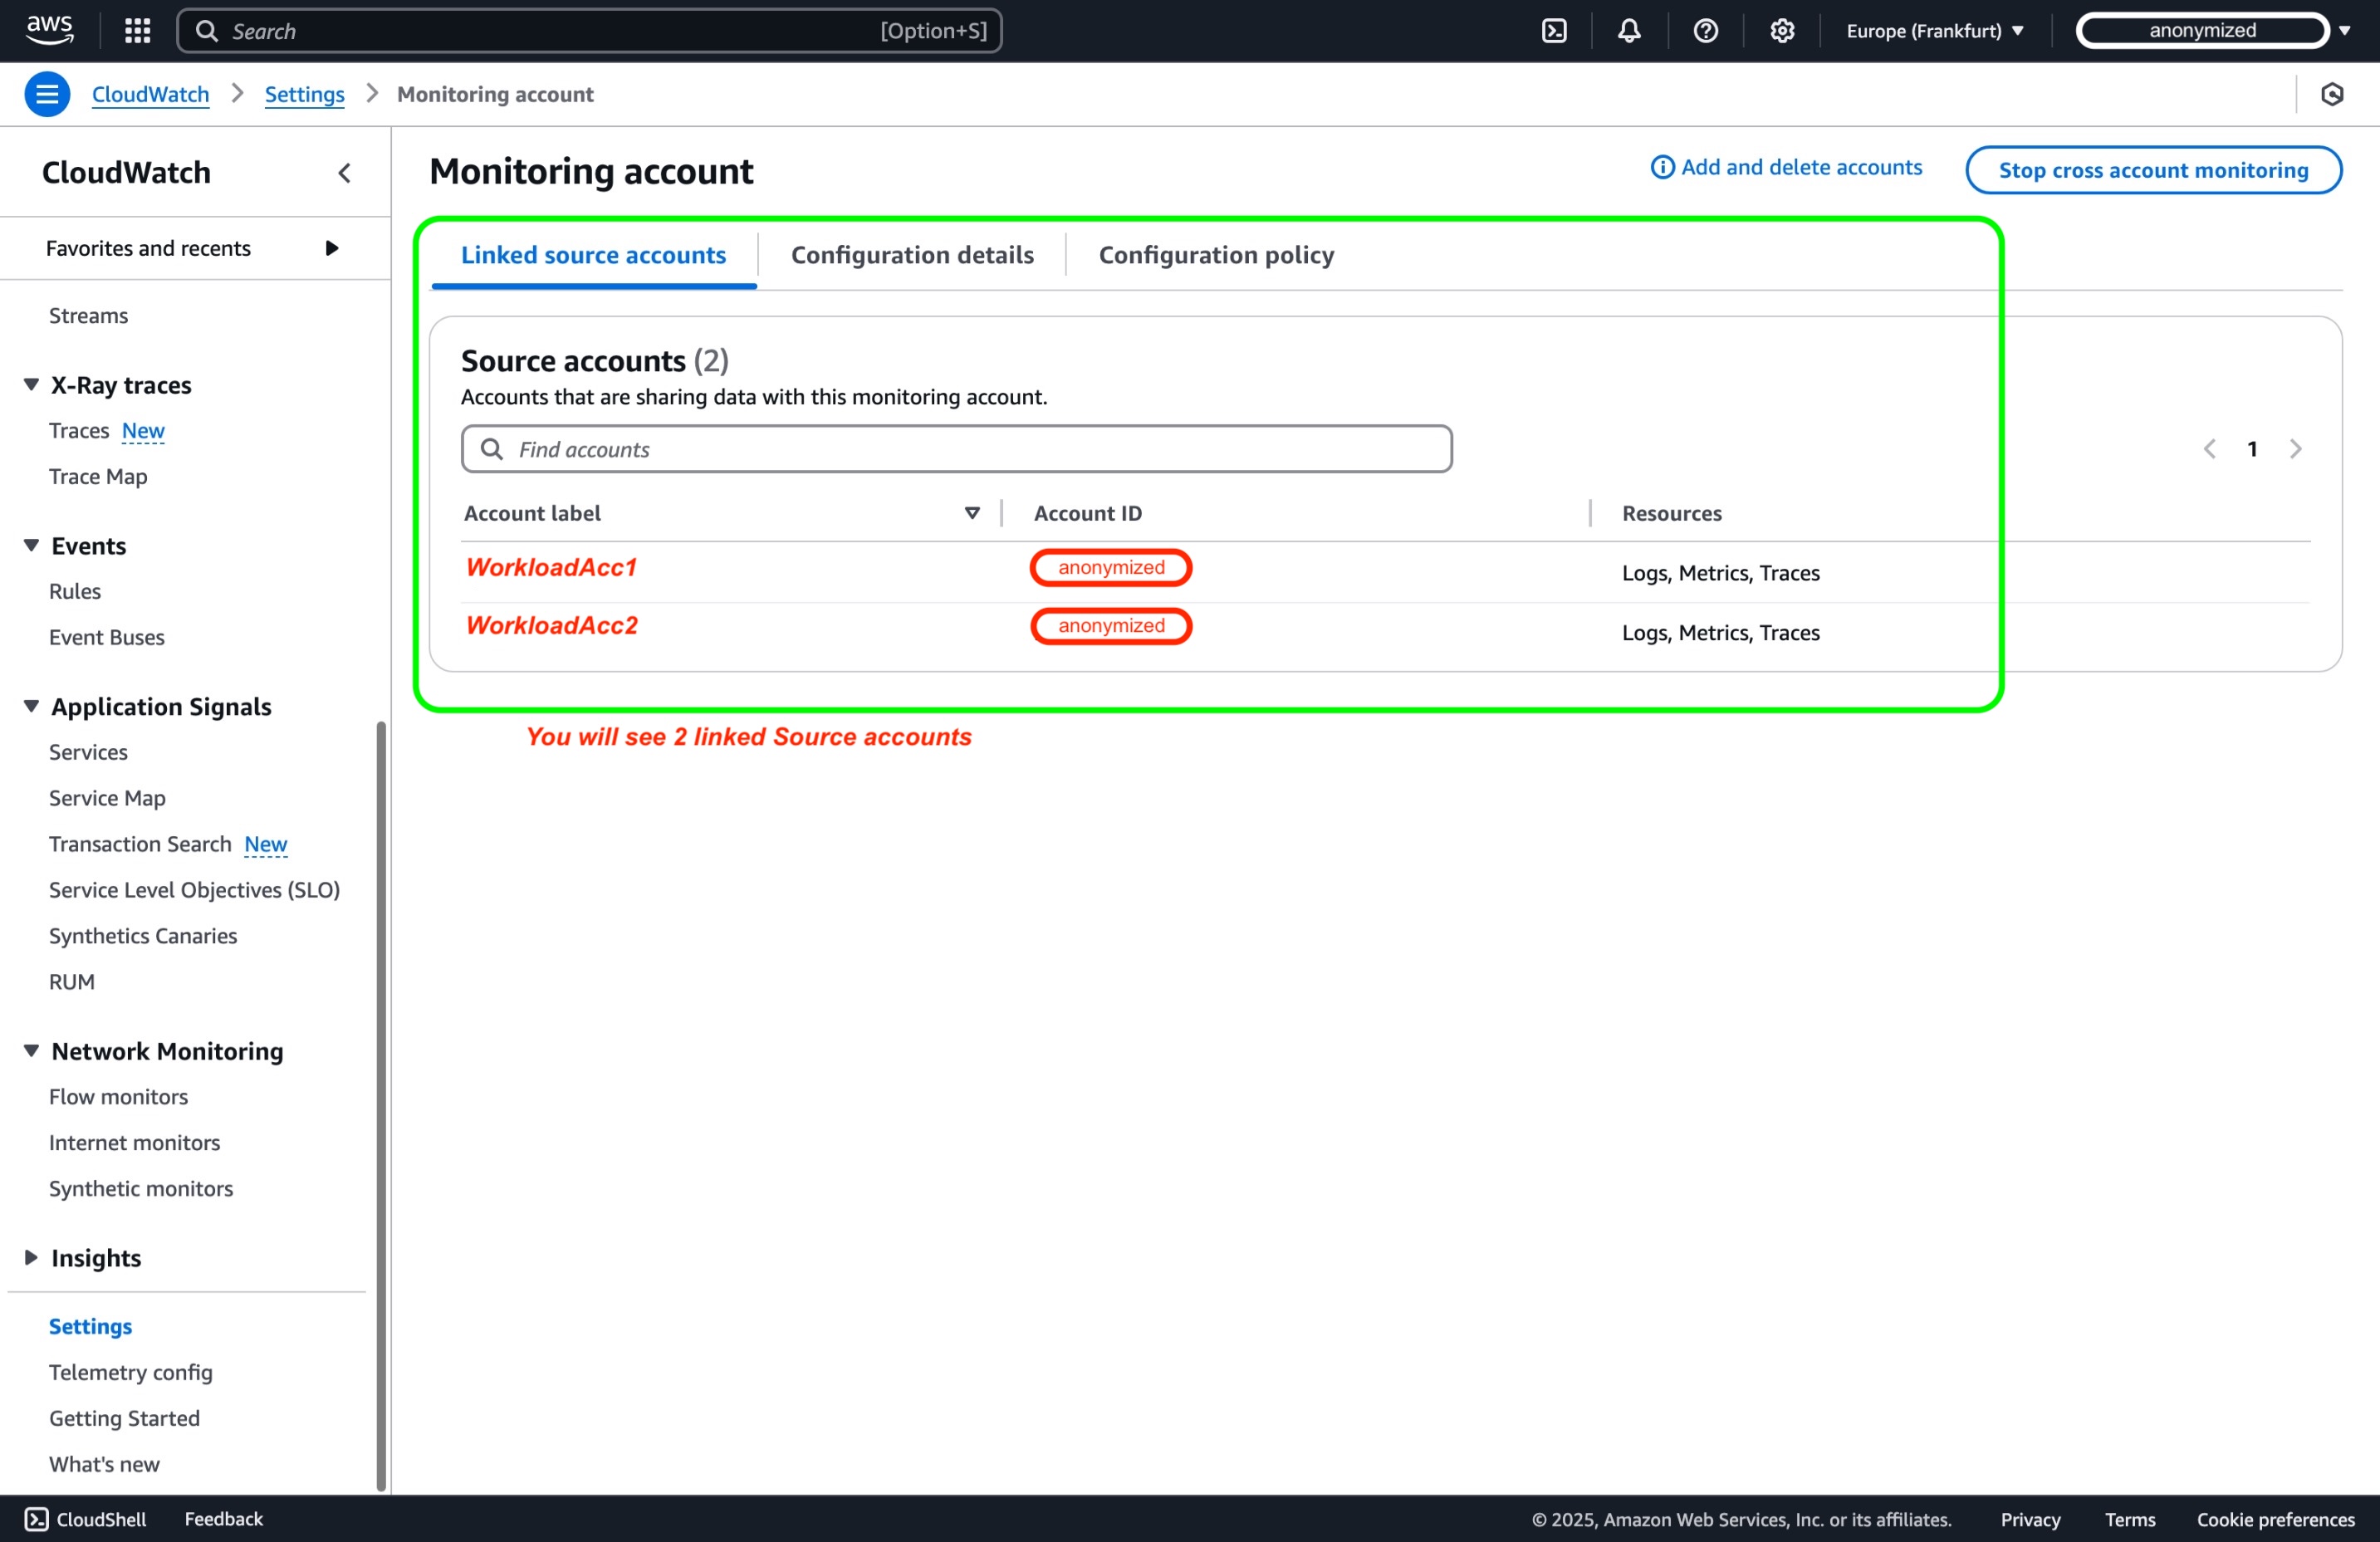 aws
Search [Option+S]
Europe (Frankfurt)
anonymized
CloudWatch
Settings
Monitoring account
CloudWatch
Favorites and recents
Streams
X-Ray traces
Traces New
Trace Map
Events
Rules
Event Buses
Application Signals
Services
Service Map
Transaction Search New
Service Level Objectives (SLO)
Synthetics Canaries
RUM
Network Monitoring
Flow monitors
Internet monitors
Synthetic monitors
Insights
Settings
Telemetry config
Getting Started
What's new
Monitoring account
Add and delete accounts
Stop cross account monitoring
Linked source accounts
Configuration details
Configuration policy
Source accounts (2)
Accounts that are sharing data with this monitoring account.
Find accounts
1
Account label Account ID Resources
WorkloadAcc1 anonymized Logs, Metrics, Traces
WorkloadAcc2 anonymized Logs, Metrics, Traces
You will see 2 linked Source accounts
CloudShell Feedback
© 2025, Amazon Web Services, Inc. or its affiliates. Privacy Terms Cookie preferences